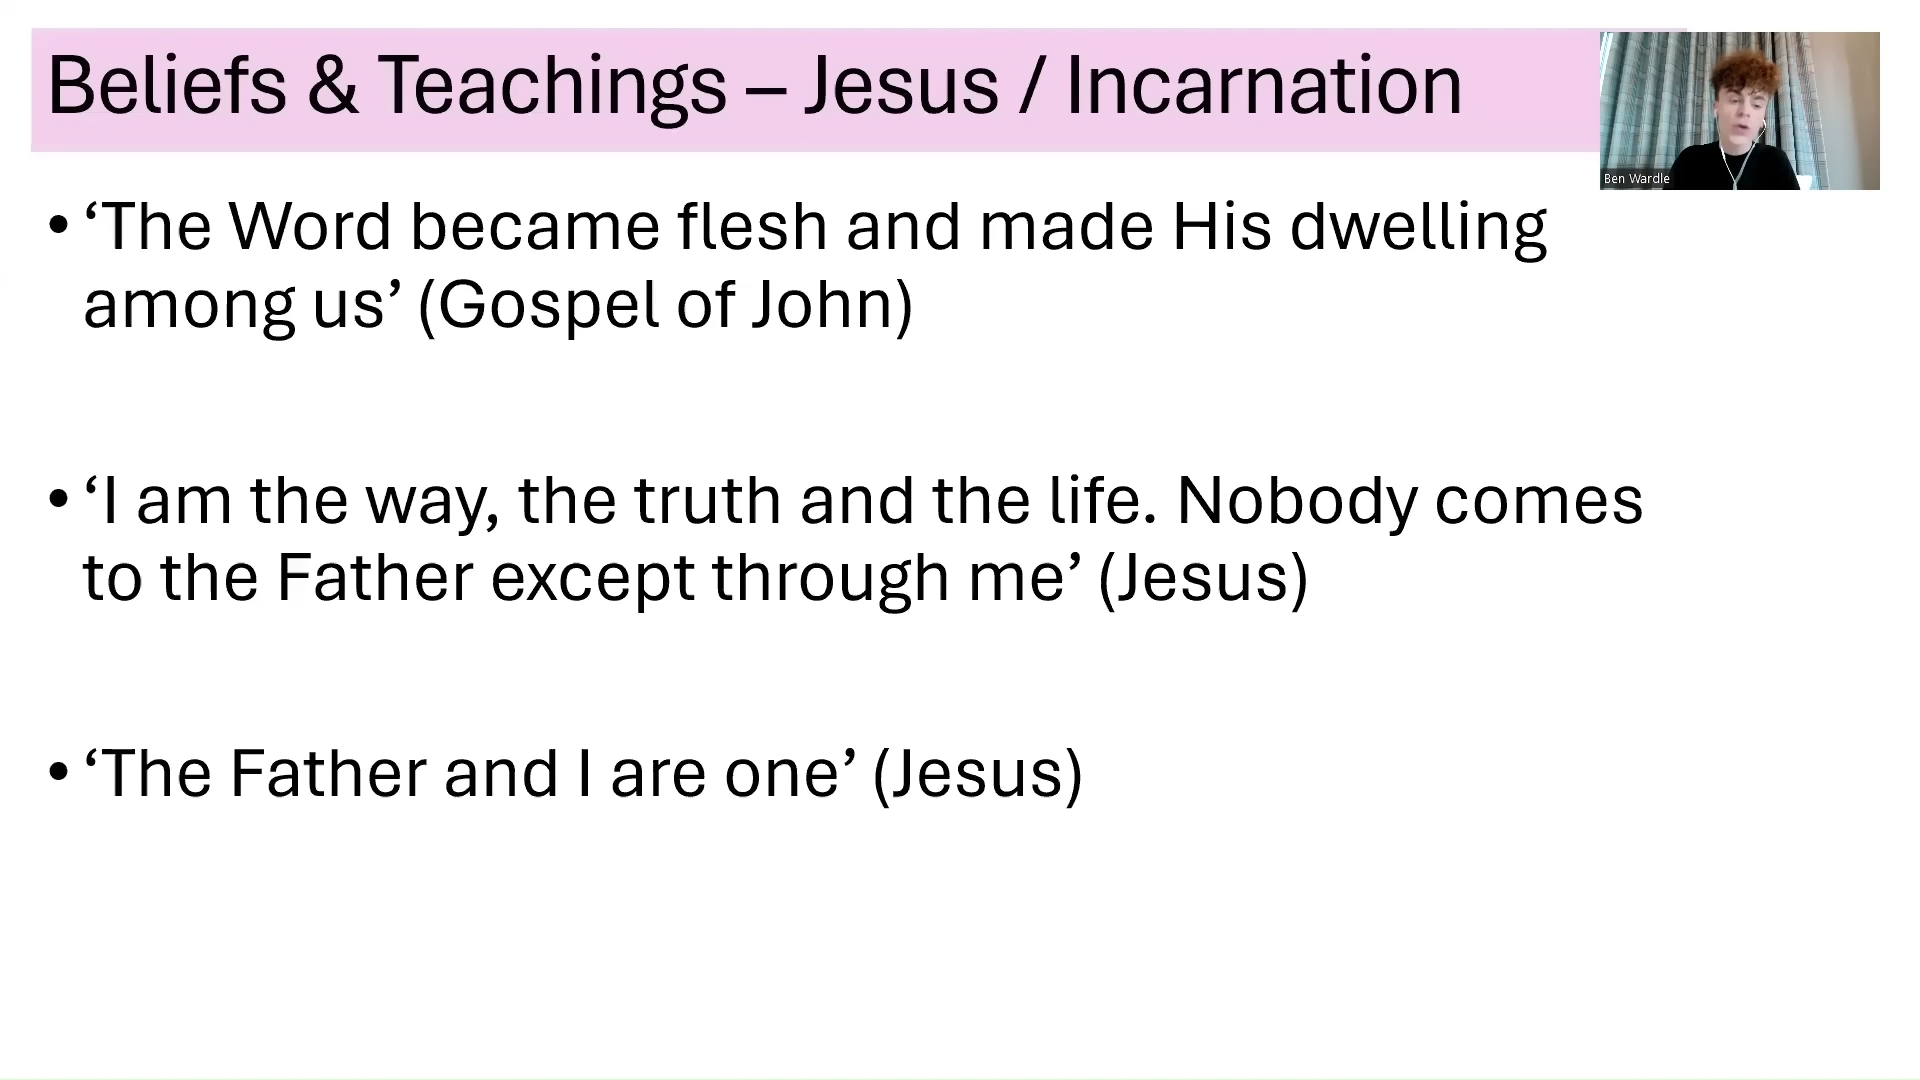 Beliefs & Teachings – Jesus / Incarnation
Ben Wardle
• ‘The Word became flesh and made His dwelling
among us’ (Gospel of John)
• ‘I am the way, the truth and the life. Nobody comes
to the Father except through me’ (Jesus)
• ‘The Father and I are one’ (Jesus)